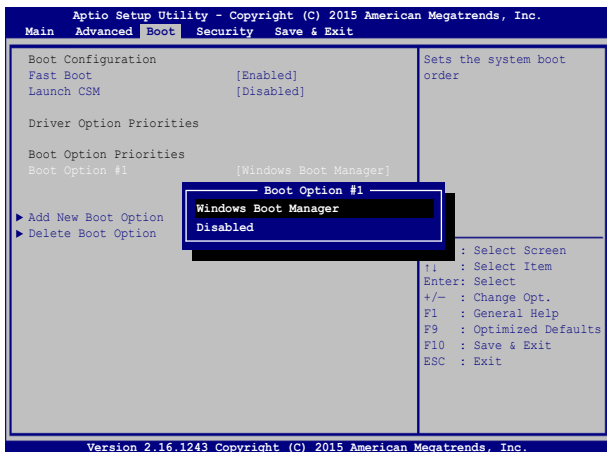 Aptio Setup Utility - Copyright (C) 2015 American Megatrends, Inc.
Main Advanced Boot Security Save & Exit
Boot Configuration
Fast Boot [Enabled]
Launch CSM [Disabled]
Driver Option Priorities
Boot Option Priorities
Boot Option #1 [Windows Boot Manager]
Add New Boot Option
Delete Boot Option
Boot Option #1
Windows Boot Manager
Disabled
Sets the system boot
order
: Select Screen
↑↓ : Select Item
Enter: Select
+/— : Change Opt.
F1 : General Help
F9 : Optimized Defaults
F10 : Save & Exit
ESC : Exit
Version 2.16.1243 Copyright (C) 2015 American Megatrends, Inc.